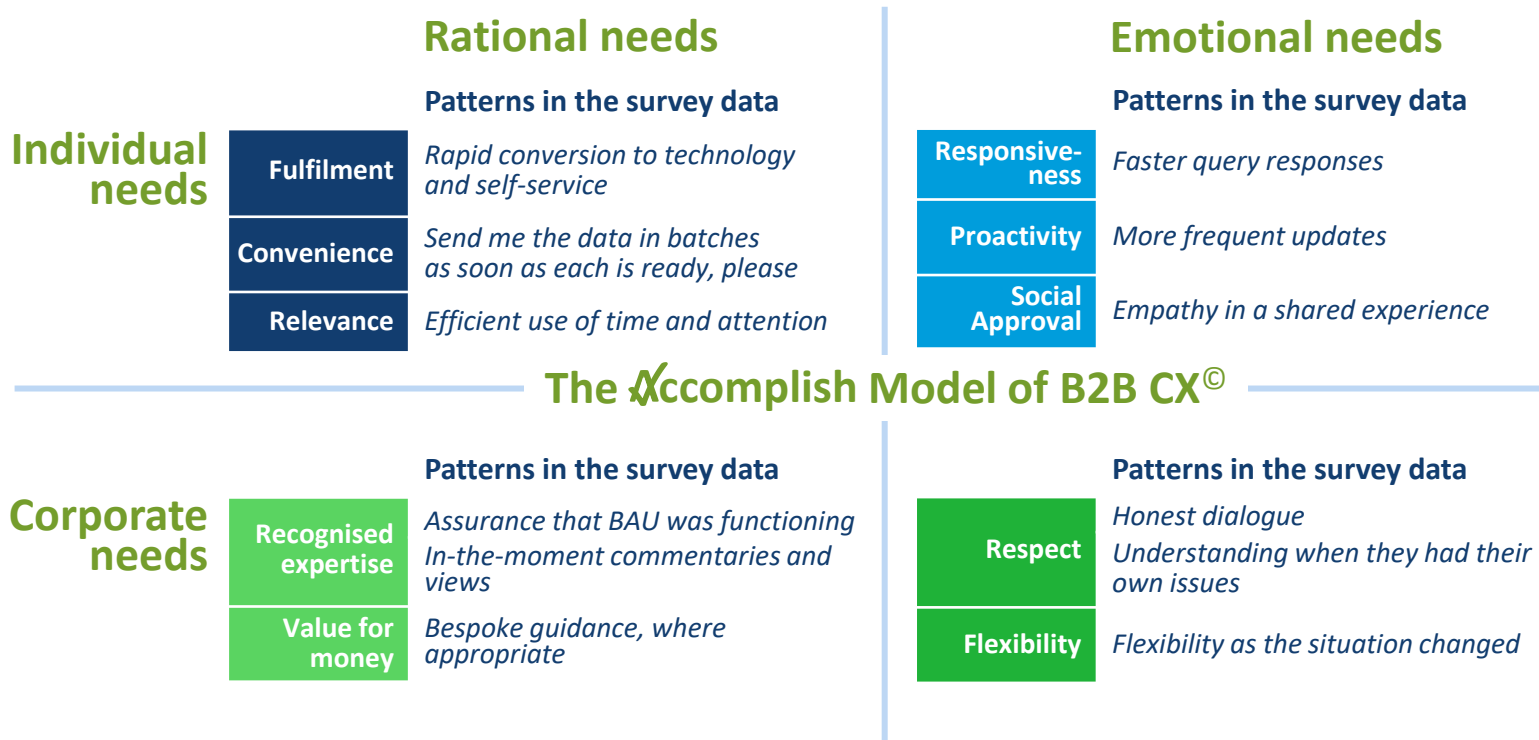 Rational needs
Emotional needs
Patterns in the survey data
Patterns in the survey data
Individual
needs
Fulfilment
Rapid conversion to technology
and self-service
Convenience
Send me the data in batches
as soon as each is ready, please
Relevance
Efficient use of time and attention
Responsive-
ness
Faster query responses
Proactivity
More frequent updates
Social
Approval
Empathy in a shared experience
The Accomplish Model of B2B CX©
Patterns in the survey data
Patterns in the survey data
Corporate
needs
Recognised
expertise
Assurance that BAU was functioning
In-the-moment commentaries and
views
Value for
money
Bespoke guidance, where
appropriate
Respect
Honest dialogue
Understanding when they had their
own issues
Flexibility
Flexibility as the situation changed